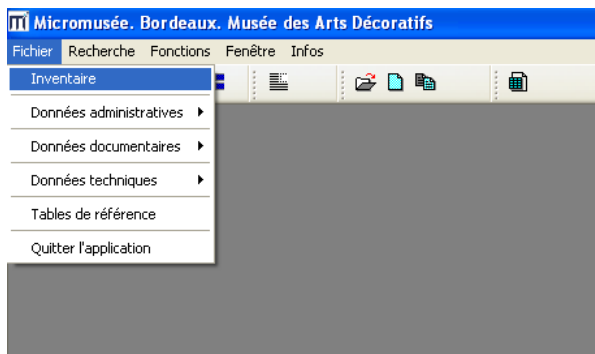 Micromusée. Bordeaux. Musée des Arts Décoratifs
Fichier Recherche Fonctions Fenêtre Infos
Inventaire
Données administratives
Données documentaires
Données techniques
Tables de référence
Quitter l'application